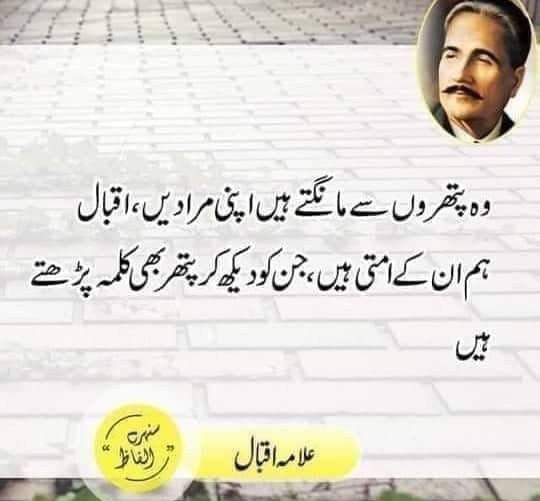 وہ پتھروں سے مانگتے ہیں اپنی مرادیں، اقبال
ہم ان کے امتی ہیں، جن کو دیکھ کر پتھر بھی کلمہ پڑھتے
ہیں
علامہ اقبال
"سنہرے
الفاظ"